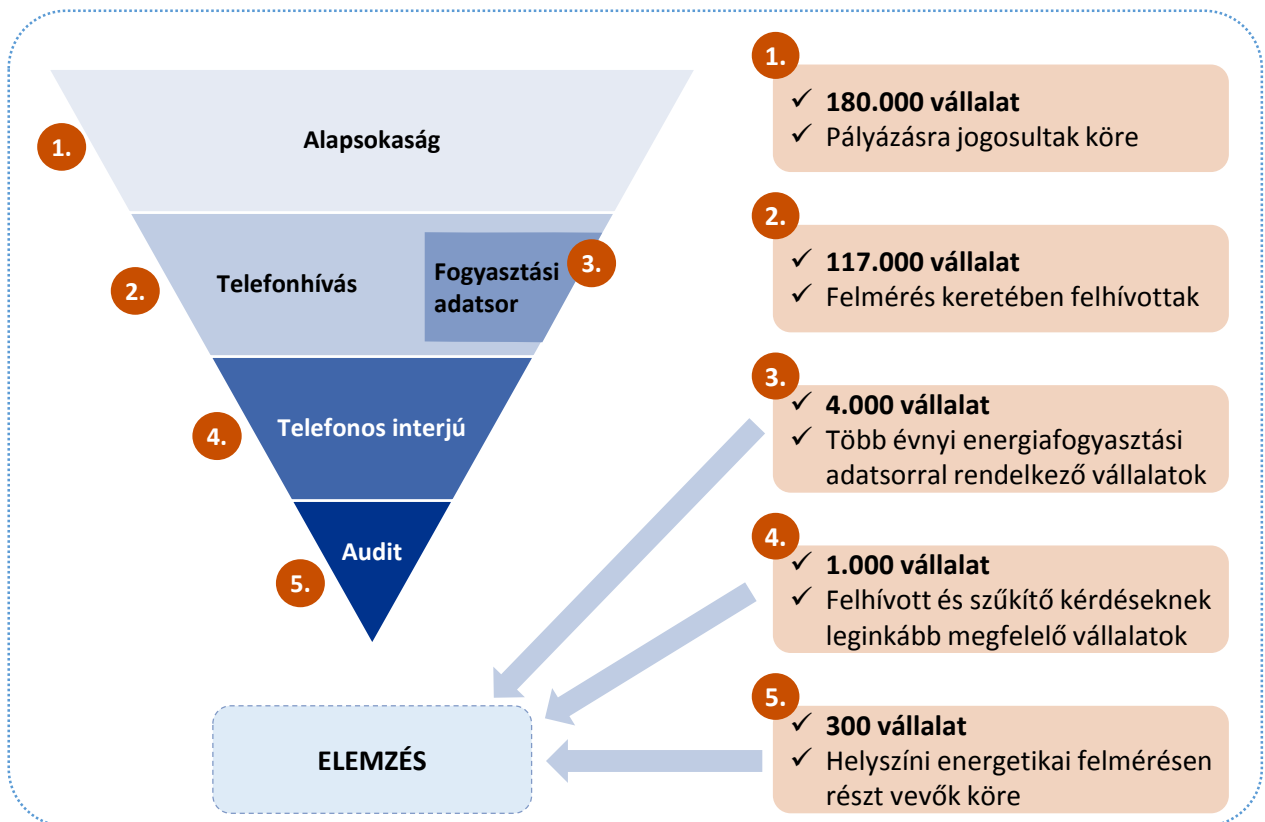 1.
Alapsokaság
2.
Telefonhívás
3.
Fogyasztási
adatsor
4.
Telefonos interjú
5.
Audit
ELEMZÉS
1.
✓ 180.000 vállalat
✓ Pályázásra jogosultak köre
2.
✓ 117.000 vállalat
✓ Felmérés keretében felhívottak
3.
✓ 4.000 vállalat
✓ Több évnyi energiafogyasztási
adatsorral rendelkező vállalatok
4.
✓ 1.000 vállalat
✓ Felhívott és szűkítő kérdéseknek
leginkább megfelelő vállalatok
5.
✓ 300 vállalat
✓ Helyszíni energetikai felmérésen
részt vevők köre